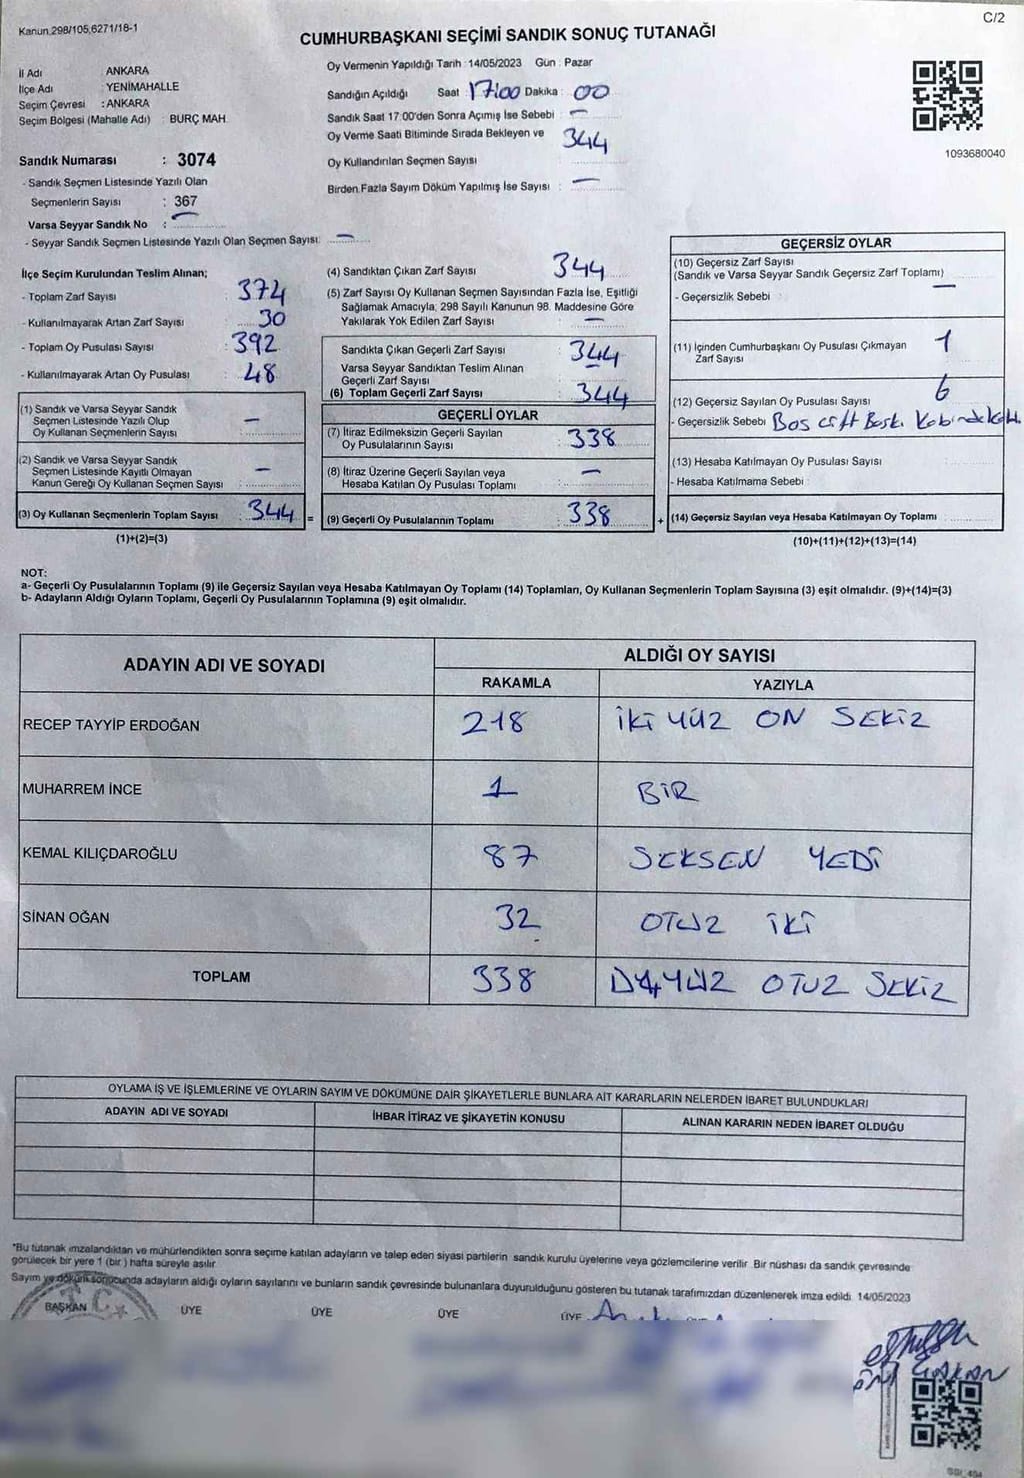 C/2
Kanun 298/105,6271/18-1
CUMHURBAŞKANI SEÇİMİ SANDIK SONUÇ TUTANAĞI
İl Adı ANKARA
İlçe Adı : YENİMAHALLE
Seçim Çevresi : ANKARA
Seçim Bölgesi (Mahalle Adı) : BURÇ MAH.
Sandık Numarası : 3074
- Sandık Seçmen Listesinde Yazılı Olan
Seçmenlerin Sayısı : 367
Varsa Seyyar Sandık No : —
- Seyyar Sandık Seçmen Listesinde Yazılı Olan Seçmen Sayısı: —
Oy Vermenin Yapıldığı Tarih : 14/05/2023 Gün : Pazar
Sandığın Açıldığı Saat : 17:00 Dakika : 00
Sandık Saat 17:00'den Sonra Açımış İse Sebebi : —
Oy Verme Saati Bitiminde Sırada Bekleyen ve
Oy Kullandırılan Seçmen Sayısı : 344
Birden Fazla Sayım Döküm Yapılmış İse Sayısı : —
1093680040
İlçe Seçim Kurulundan Teslim Alınan;
- Toplam Zarf Sayısı : 374
- Kullanılmayarak Artan Zarf Sayısı : 30
- Toplam Oy Pusulası Sayısı : 392
- Kullanılmayarak Artan Oy Pusulası : 48
(1) Sandık ve Varsa Seyyar Sandık
Seçmen Listesinde Yazılı Olup
Oy Kullanan Seçmenlerin Sayısı : —
(2) Sandık ve Varsa Seyyar Sandık
Seçmen Listesinde Kayıtlı Olmayan
Kanun Gereği Oy Kullanan Seçmen Sayısı : —
(3) Oy Kullanan Seçmenlerin Toplam Sayısı : 344 =
(1)+(2)=(3)
(4) Sandıktan Çıkan Zarf Sayısı : 344
(5) Zarf Sayısı Oy Kullanan Seçmen Sayısından Fazla İse, Eşitliği
Sağlamak Amacıyla, 298 Sayılı Kanunun 98. Maddesine Göre
Yakılarak Yok Edilen Zarf Sayısı : —
Sandıkta Çıkan Geçerli Zarf Sayısı : 344
Varsa Seyyar Sandıktan Teslim Alınan
Geçerli Zarf Sayısı : —
(6) Toplam Geçerli Zarf Sayısı : 344
GEÇERLİ OYLAR
(7) İtiraz Edilmeksizin Geçerli Sayılan
Oy Pusulalarının Sayısı : 338
(8) İtiraz Üzerine Geçerli Sayılan veya
Hesaba Katılan Oy Pusulası Toplamı : —
(9) Geçerli Oy Pusulalarının Toplamı : 338 +
GEÇERSİZ OYLAR
(10) Geçersiz Zarf Sayısı
(Sandık ve Varsa Seyyar Sandık Geçersiz Zarf Toplamı) : —
- Geçersizlik Sebebi :
(11) İçinden Cumhurbaşkanı Oy Pusulası Çıkmayan
Zarf Sayısı : 1
(12) Geçersiz Sayılan Oy Pusulası Sayısı : 6
- Geçersizlik Sebebi : Boş çift Baskı
(13) Hesaba Katılmayan Oy Pusulası Sayısı
- Hesaba Katılmama Sebebi :
(14) Geçersiz Sayılan veya Hesaba Katılmayan Oy Toplamı :
(10)+(11)+(12)+(13)=(14)
NOT:
a- Geçerli Oy Pusulalarının Toplamı (9) ile Geçersiz Sayılan veya Hesaba Katılmayan Oy Toplamı (14) Toplamları, Oy Kullanan Seçmenlerin Toplam Sayısına (3) eşit olmalıdır. (9)+(14)=(3)
b- Adayların Aldığı Oyların Toplamı, Geçerli Oy Pusulalarının Toplamına (9) eşit olmalıdır.
ADAYIN ADI VE SOYADI ALDIĞI OY SAYISI
RAKAMLA YAZIYLA
RECEP TAYYİP ERDOĞAN 218 İKİ YÜZ ON SEKİZ
MUHARREM İNCE 1 BİR
KEMAL KILIÇDAROĞLU 87 SEKSEN YEDİ
SİNAN OĞAN 32 OTUZ İKİ
TOPLAM 338 OTUZ SEKİZ
OYLAMA İŞ VE İŞLEMLERİNE VE OYLARIN SAYIM VE DÖKÜMÜNE DAİR ŞİKAYETLERLE BUNLARA AİT KARARLARIN NELERDEN İBARET BULUNDUKLARI
ADAYIN ADI VE SOYADI İHBAR İTİRAZ VE ŞİKAYETİN KONUSU ALINAN KARARIN NEDEN İBARET OLDUĞU
*Bu tutanak imzalandıktan ve mühürlendikten sonra seçime katılan adayların ve talep eden siyasi partilerin sandık kurulu üyelerine veya gözlemcilerine verilir. Bir nüshası da sandık çevresinde
görülecek bir yere 1 (bir) hafta süreyle asılır.
Sayım ve döküm sonucunda adayların aldığı oyların sayılarını ve bunların sandık çevresinde bulunanlara duyurulduğunu gösteren bu tutanak tarafımızdan düzenlenerek imza edildi. 14/05/2023
BAŞKAN ÜYE ÜYE ÜYE ÜYE
T.C.